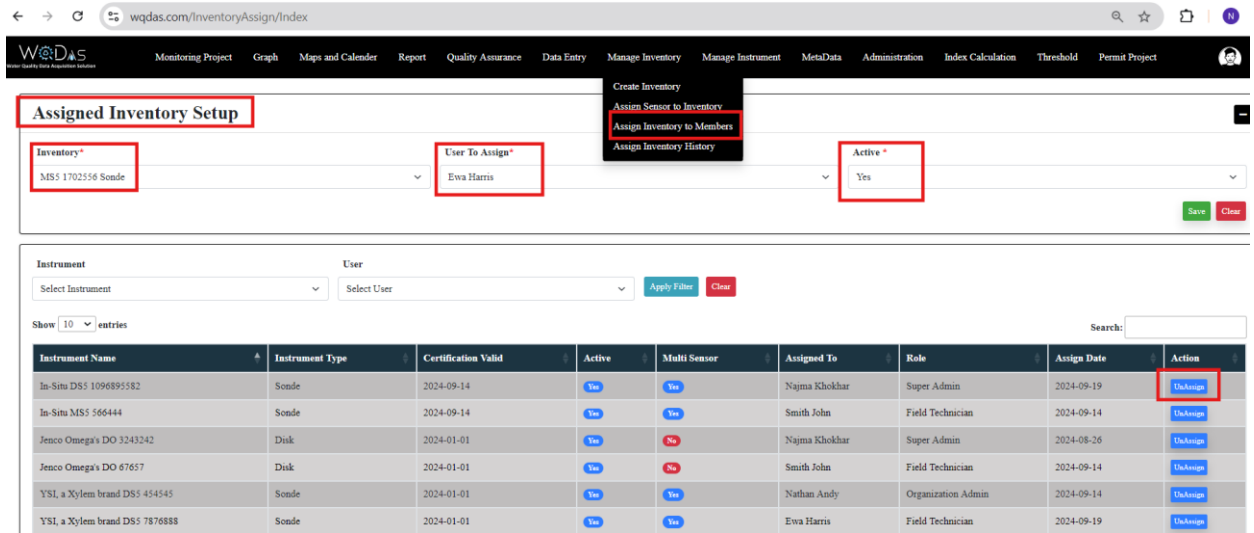 wqdas.com/InventoryAssign/Index
N
WQDAS
Water Quality Data Acquisition Solution
Monitoring Project Graph Maps and Calender Report Quality Assurance Data Entry Manage Inventory Manage Instrument MetaData Administration Index Calculation Threshold Permit Project
Create Inventory
Assign Sensor to Inventory
Assign Inventory to Members
Assign Inventory History
Assigned Inventory Setup
Inventory* User To Assign* Active *
MS5 1702556 Sonde Ewa Harris Yes
Save Clear
Instrument User
Select Instrument Select User Apply Filter Clear
Show 10 entries Search:
Instrument Name Instrument Type Certification Valid Active Multi Sensor Assigned To Role Assign Date Action
In-Situ DS5 1096895582 Sonde 2024-09-14 Yes Yes Najma Khokhar Super Admin 2024-09-19 UnAssign
In-Situ MS5 566444 Sonde 2024-09-14 Yes Yes Smith John Field Technician 2024-09-14 UnAssign
Jenco Omega's DO 3243242 Disk 2024-01-01 Yes No Najma Khokhar Super Admin 2024-08-26 UnAssign
Jenco Omega's DO 67657 Disk 2024-01-01 Yes No Smith John Field Technician 2024-09-14 UnAssign
YSI, a Xylem brand DS5 454545 Sonde 2024-01-01 Yes Yes Nathan Andy Organization Admin 2024-09-14 UnAssign
YSI, a Xylem brand DS5 7876888 Sonde 2024-01-01 Yes Yes Ewa Harris Field Technician 2024-09-19 UnAssign